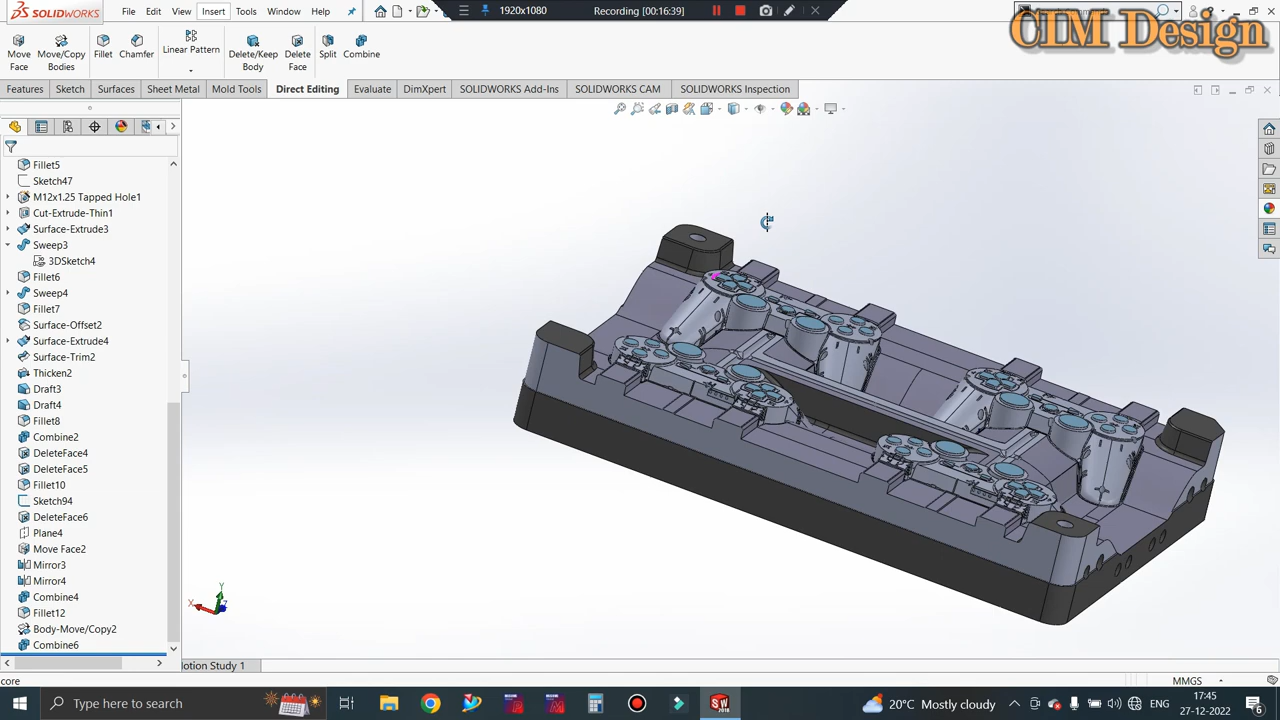 SOLIDWORKS
File Edit View Insert Tools Window Help
1920x1080
Recording [00:16:39]
CIM Design
Move Face
Move/Copy Bodies
Fillet
Chamfer
Linear Pattern
Delete/Keep Body
Delete Face
Split
Combine
Features
Sketch
Surfaces
Sheet Metal
Mold Tools
Direct Editing
Evaluate
DimXpert
SOLIDWORKS Add-Ins
SOLIDWORKS CAM
SOLIDWORKS Inspection
Fillet5
Sketch47
M12x1.25 Tapped Hole1
Cut-Extrude-Thin1
Surface-Extrude3
Sweep3
3DSketch4
Fillet6
Sweep4
Fillet7
Surface-Offset2
Surface-Extrude4
Surface-Trim2
Thicken2
Draft3
Draft4
Fillet8
Combine2
DeleteFace4
DeleteFace5
Fillet10
Sketch94
DeleteFace6
Plane4
Move Face2
Mirror3
Mirror4
Combine4
Fillet12
Body-Move/Copy2
Combine6
Y
X
Z
otion Study 1
core
MMGS
Type here to search
SW
2018
20°C Mostly cloudy
ENG
17:45
27-12-2022
6